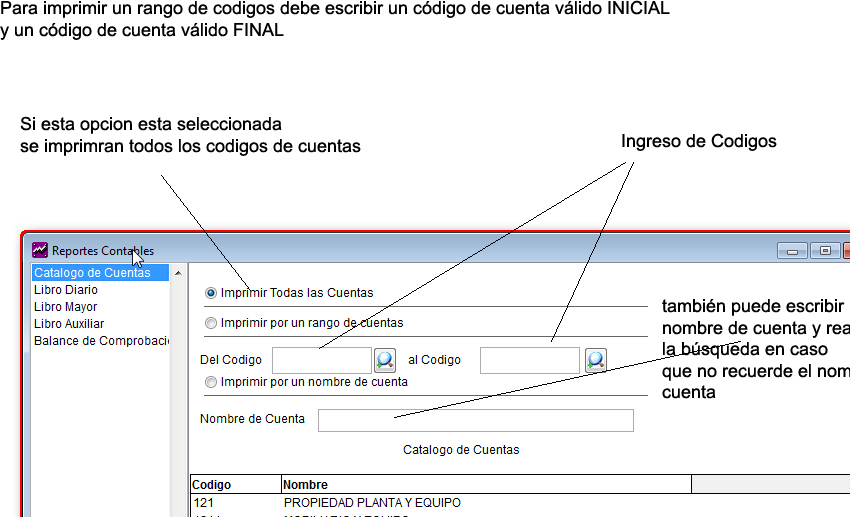 Para imprimir un rango de codigos debe escribir un código de cuenta válido INICIAL
y un código de cuenta válido FINAL
Si esta opcion esta seleccionada
se imprimran todos los codigos de cuentas
Ingreso de Codigos
Reportes Contables
Catalogo de Cuentas
Libro Diario
Libro Mayor
Libro Auxiliar
Balance de Comprobaci
Imprimir Todas las Cuentas
Imprimir por un rango de cuentas
Del Codigo
al Codigo
Imprimir por un nombre de cuenta
Nombre de Cuenta
también puede escribir
nombre de cuenta y rea
la búsqueda en caso
que no recuerde el nom
cuenta
Catalogo de Cuentas
Codigo Nombre
121 PROPIEDAD PLANTA Y EQUIPO